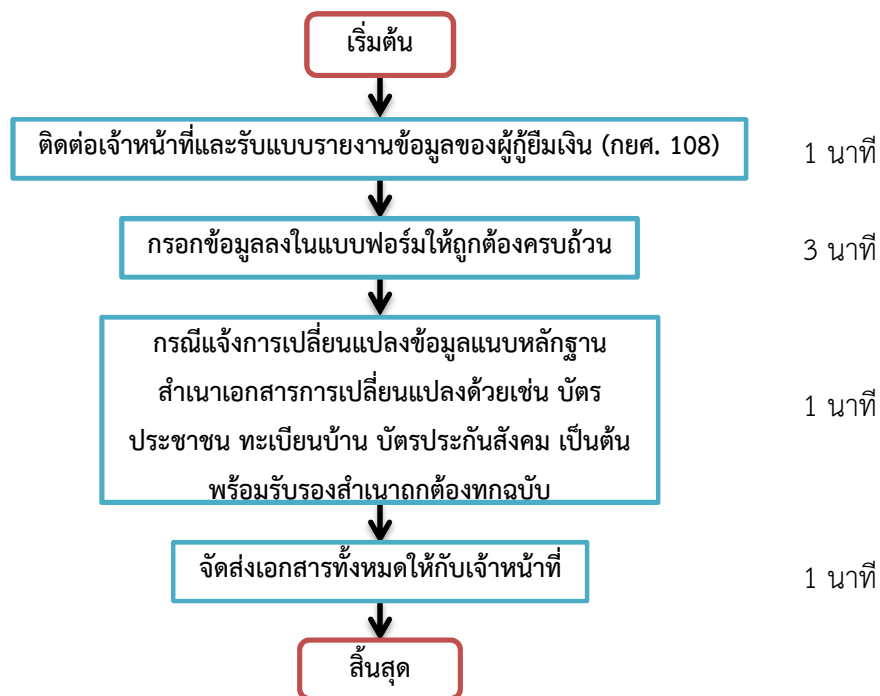 เริ่มต้น
ติดต่อเจ้าหน้าที่และรับแบบรายงานข้อมูลของผู้กู้ยืมเงิน (กยศ. 108)
1 นาที
กรอกข้อมูลลงในแบบฟอร์มให้ถูกต้องครบถ้วน
3 นาที
กรณีแจ้งการเปลี่ยนแปลงข้อมูลแนบหลักฐาน
สำเนาเอกสารการเปลี่ยนแปลงด้วยเช่น บัตร
ประชาชน ทะเบียนบ้าน บัตรประกันสังคม เป็นต้น
พร้อมรับรองสำเนาถูกต้องทุกฉบับ
1 นาที
จัดส่งเอกสารทั้งหมดให้กับเจ้าหน้าที่
1 นาที
สิ้นสุด